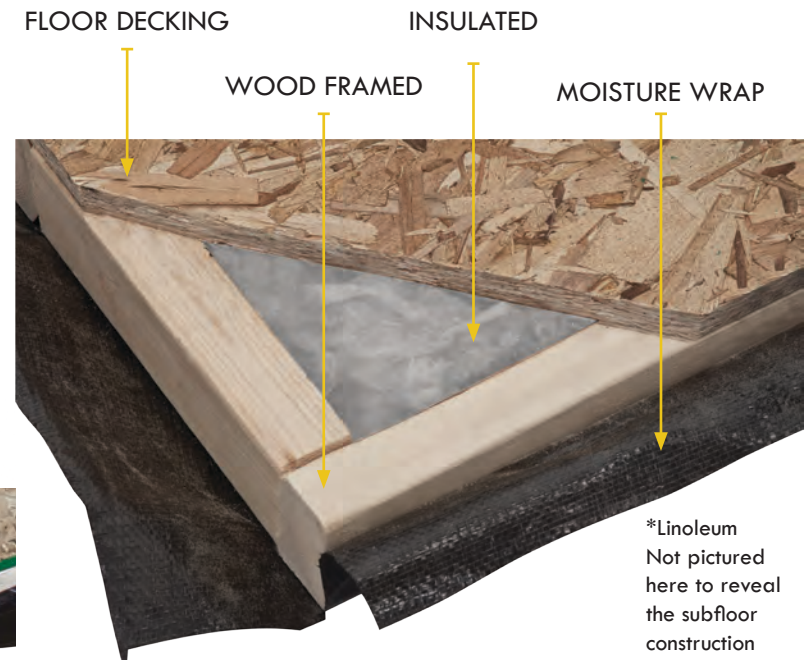 FLOOR DECKING
INSULATED
WOOD FRAMED
MOISTURE WRAP
*Linoleum
Not pictured
here to reveal
the subfloor
construction